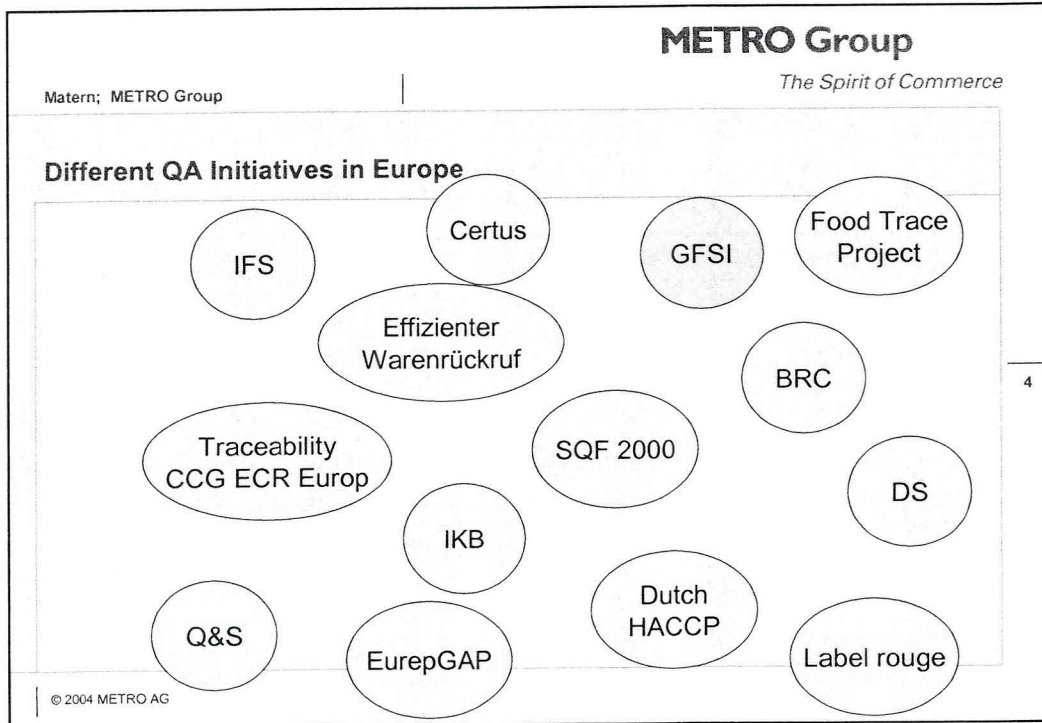 METRO Group
The Spirit of Commerce
Matern; METRO Group
Different QA Initiatives in Europe
IFS
Certus
GFSI
Food Trace
Project
Effizienter
Warenrückruf
BRC
4
Traceability
CCG ECR Europ
SQF 2000
DS
IKB
Q&S
EurepGAP
Dutch
HACCP
Label rouge
© 2004 METRO AG